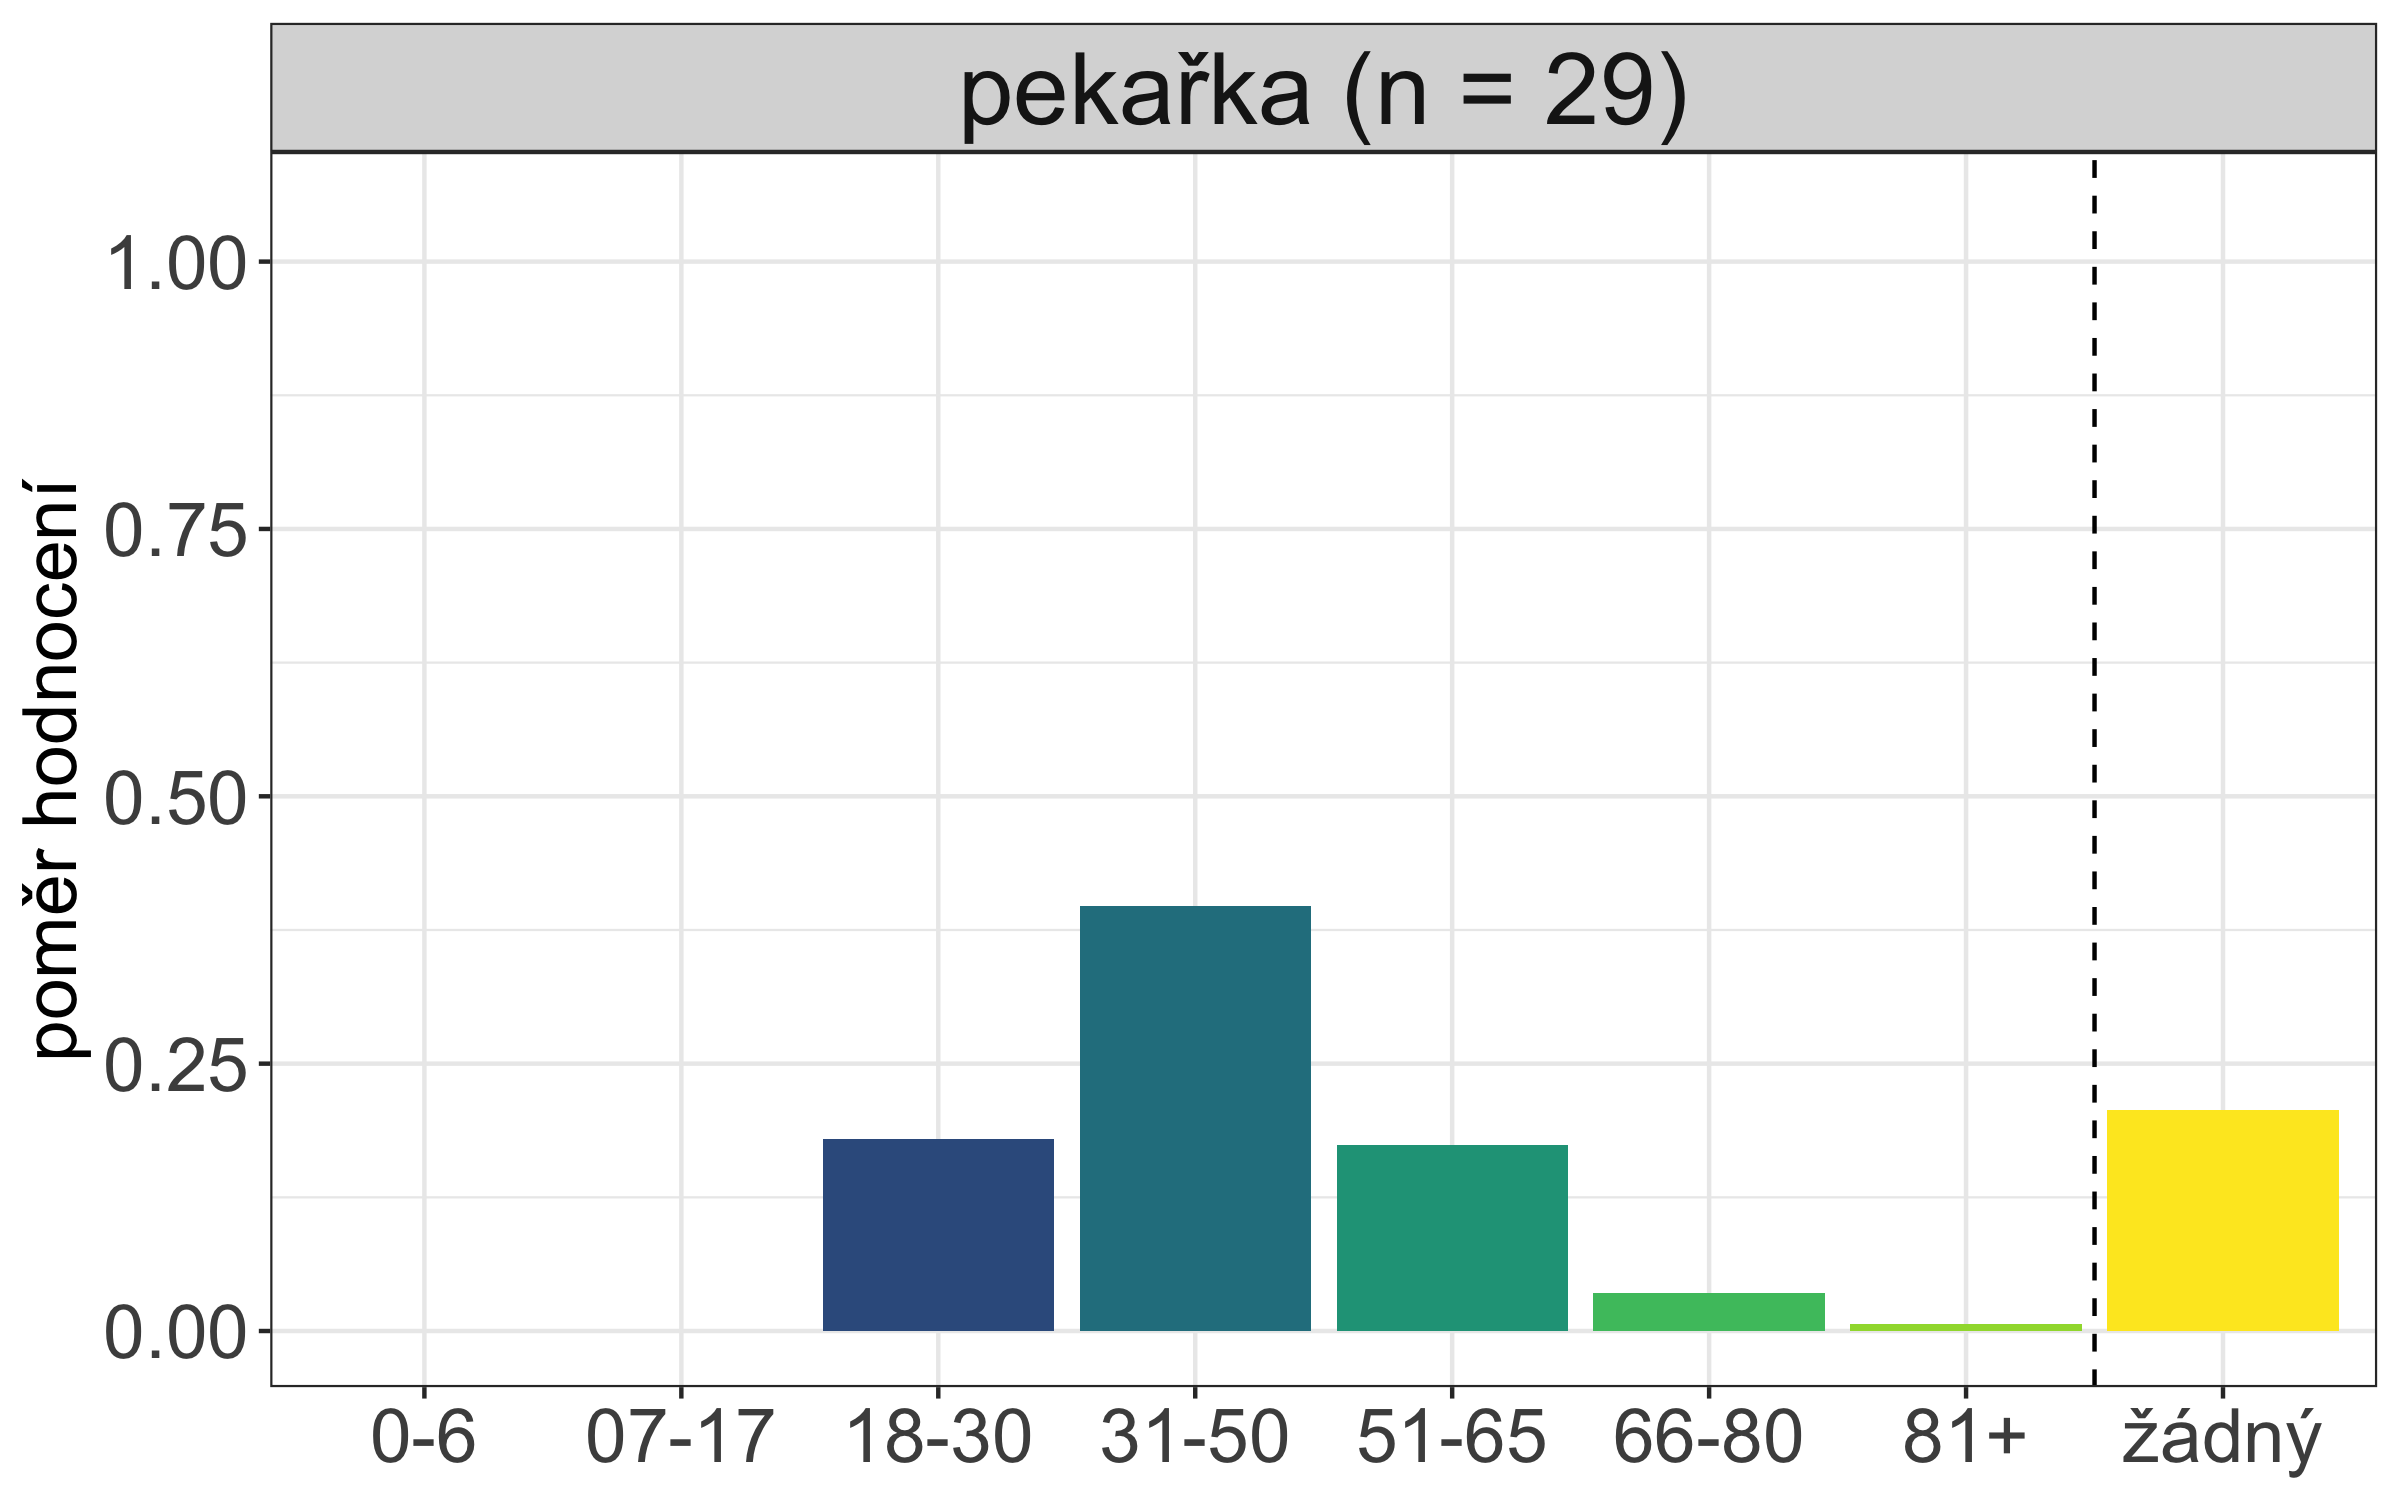 pekařka (n = 29)
poměr hodnocení
1.00
0.75
0.50
0.25
0.00
0-6 07-17 18-30 31-50 51-65 66-80 81+ žádný